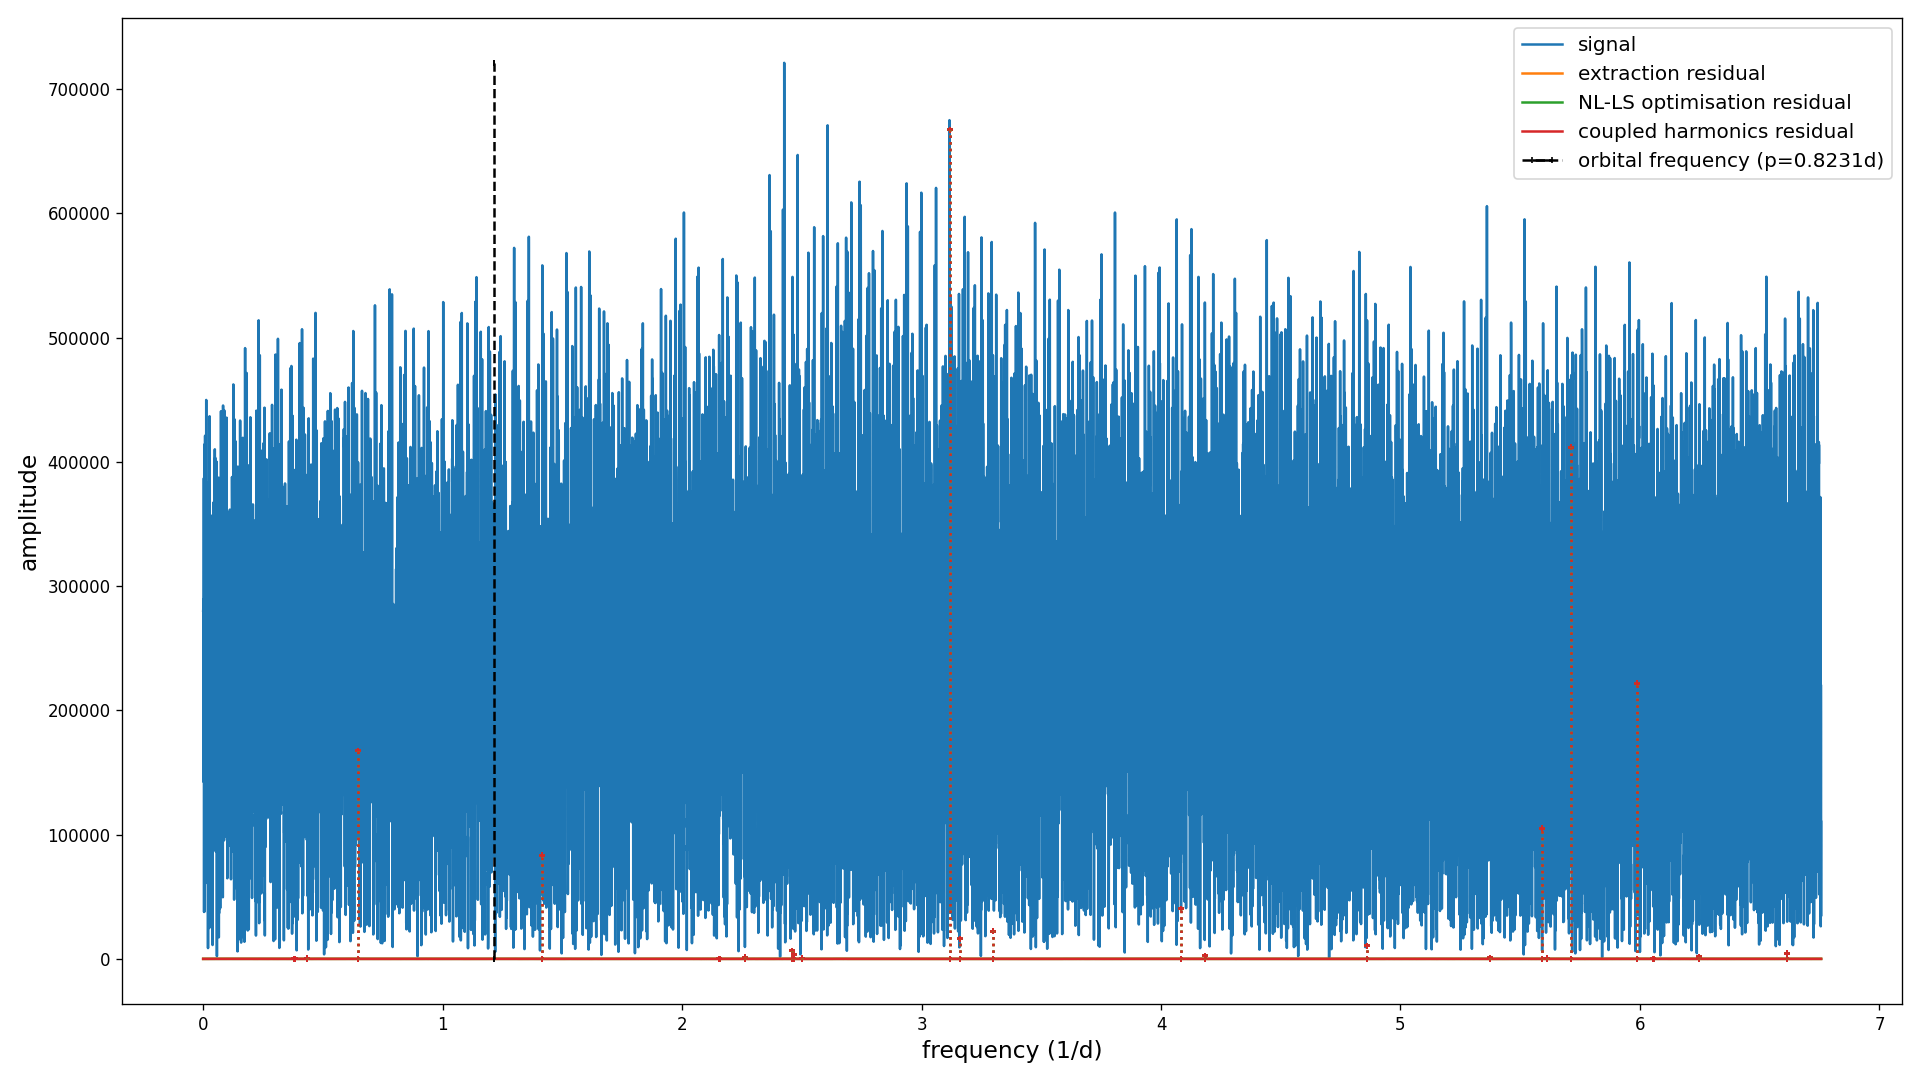 signal
extraction residual
NL-LS optimisation residual
coupled harmonics residual
orbital frequency (p=0.8231d)
amplitude
700000
600000
500000
400000
300000
200000
100000
0
0 1 2 3 4 5 6 7
frequency (1/d)